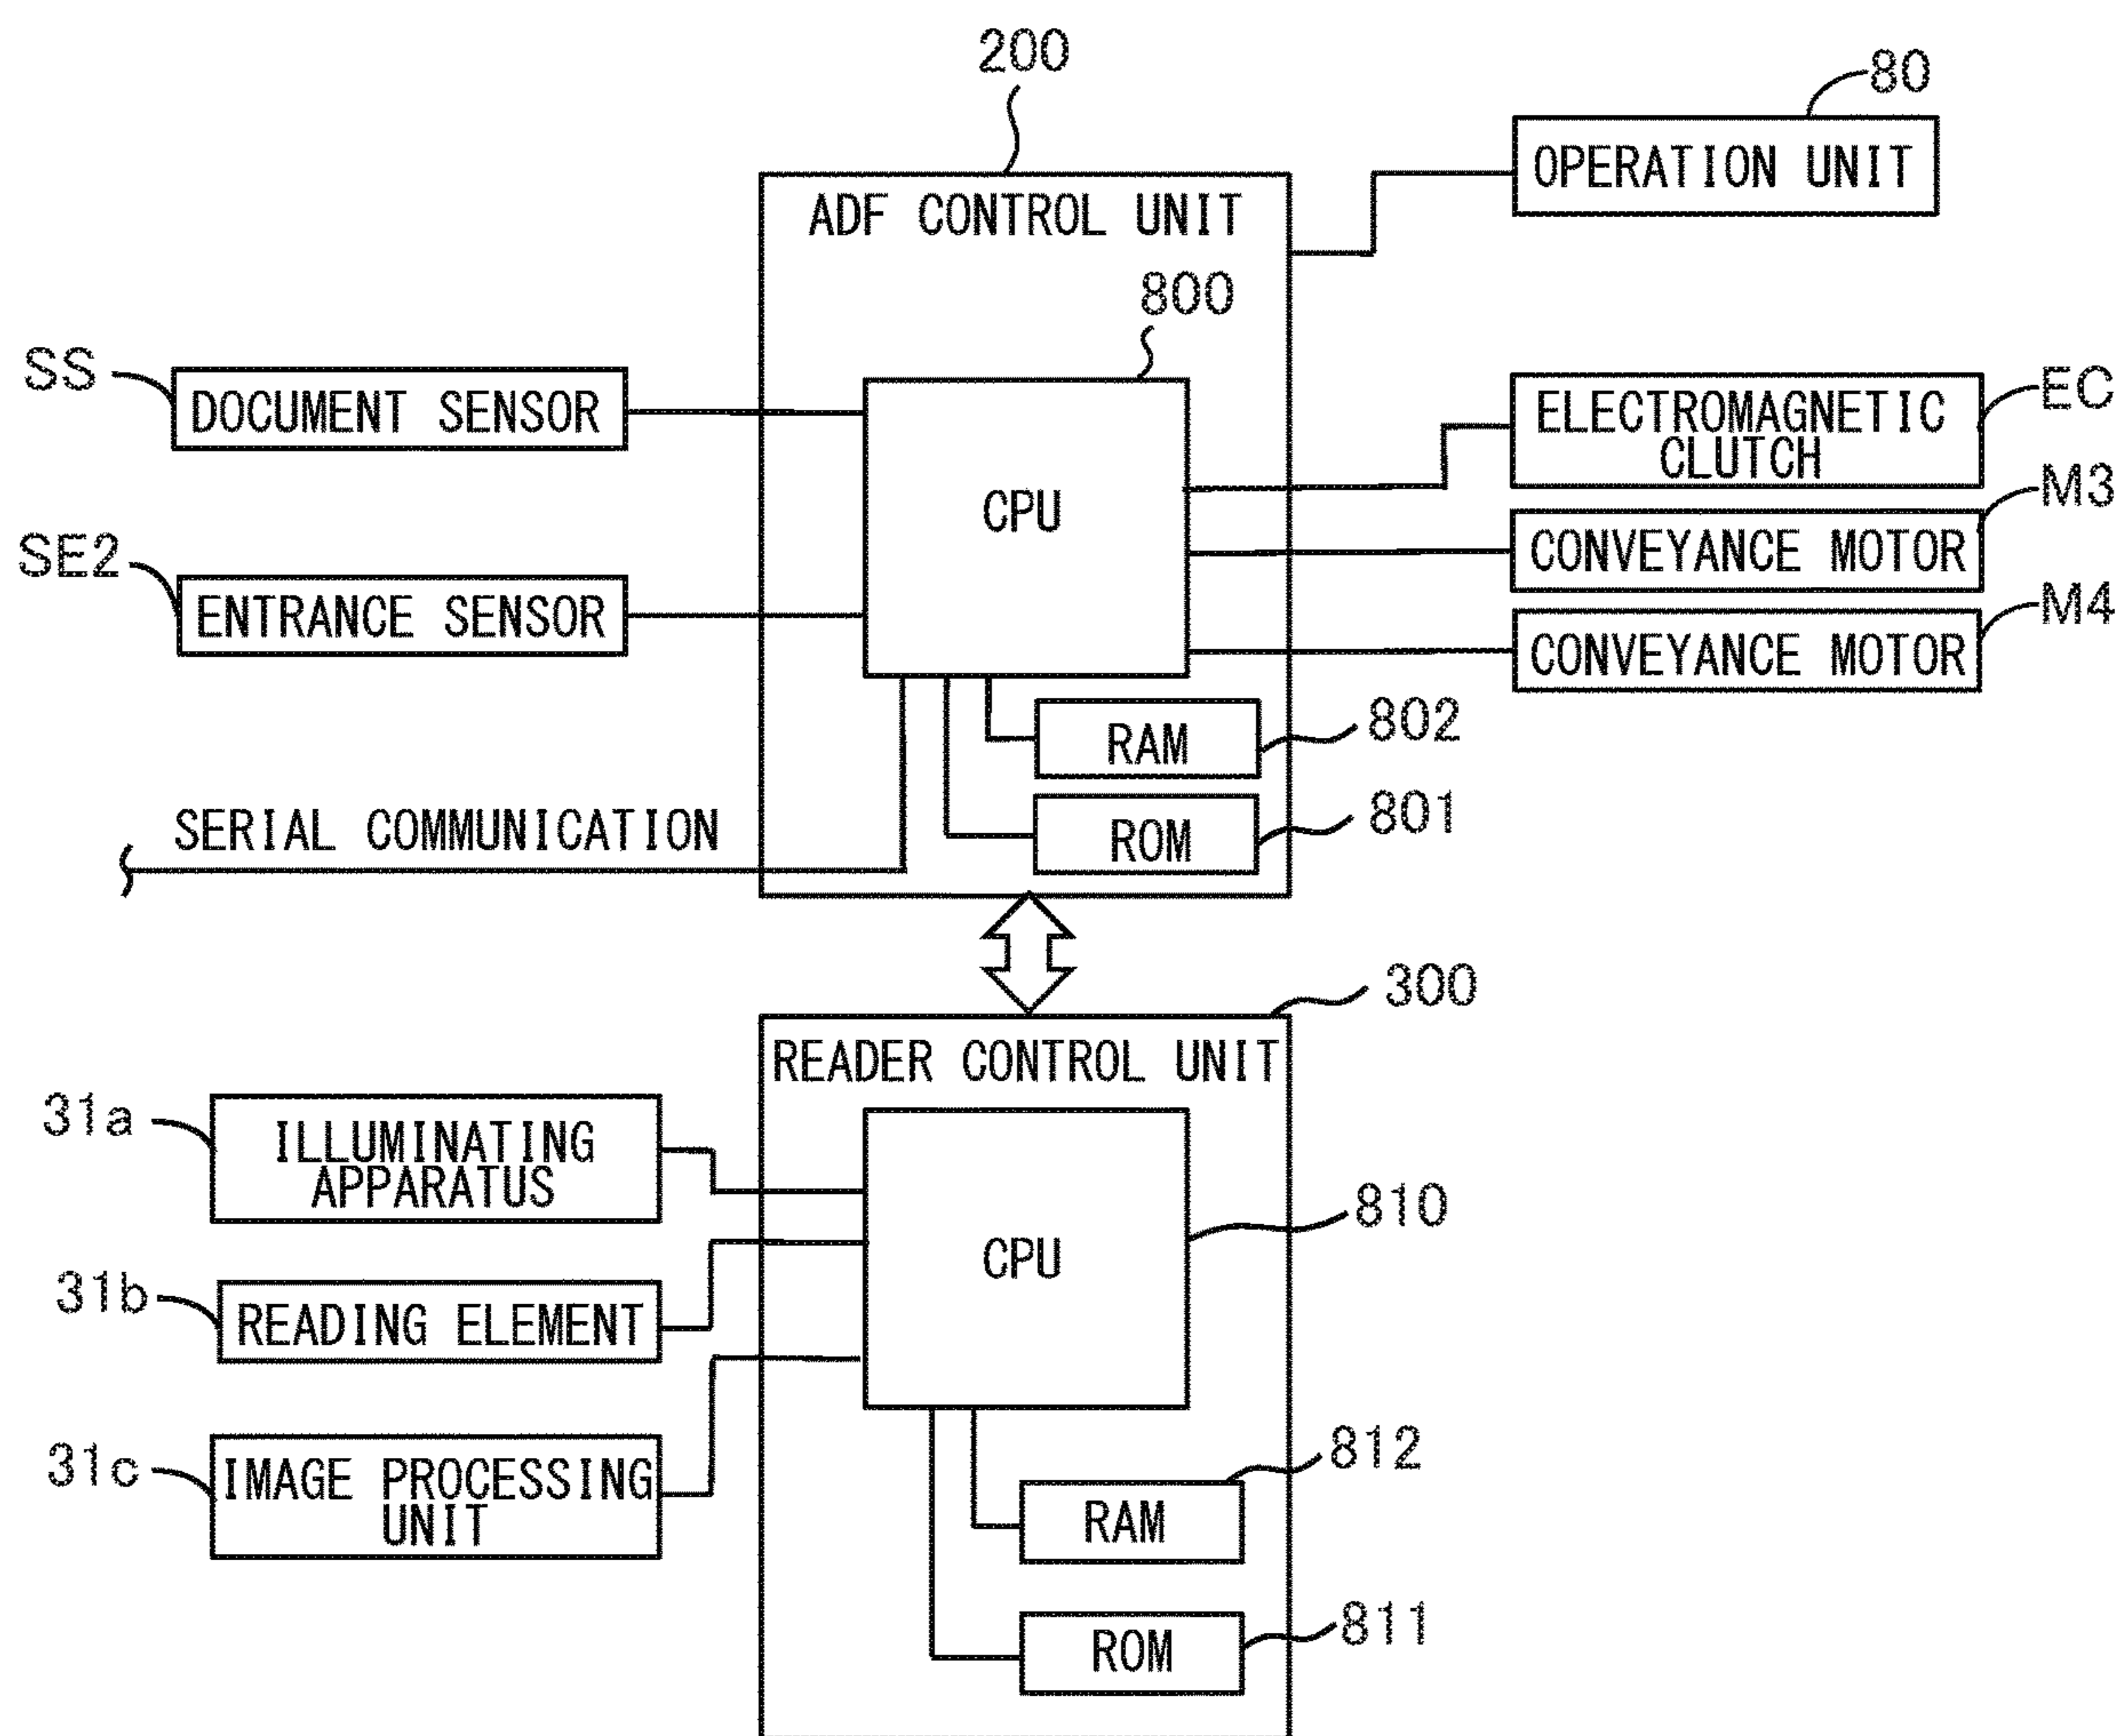 200
80
OPERATION UNIT
ADF CONTROL UNIT
800
SS
DOCUMENT SENSOR
ELECTROMAGNETIC
CLUTCH
EC
CPU
M3
CONVEYANCE MOTOR
SE2
ENTRANCE SENSOR
M4
CONVEYANCE MOTOR
RAM
802
SERIAL COMMUNICATION
ROM
801
300
READER CONTROL UNIT
31a
ILLUMINATING
APPARATUS
810
CPU
31b
READING ELEMENT
31c
IMAGE PROCESSING
UNIT
812
RAM
811
ROM